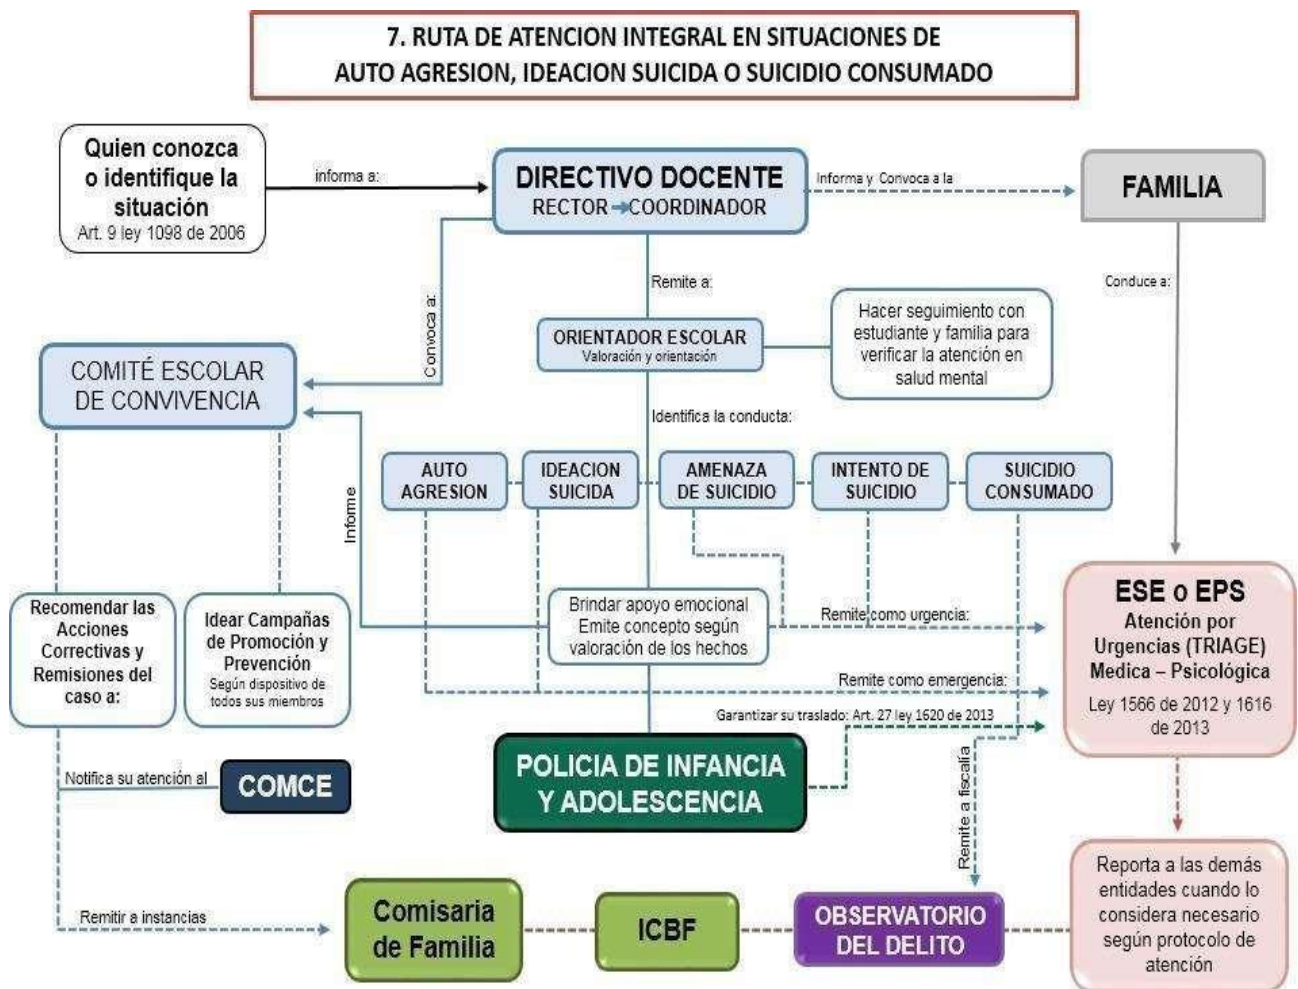 7. RUTA DE ATENCION INTEGRAL EN SITUACIONES DE
AUTO AGRESION, IDEACION SUICIDA O SUICIDIO CONSUMADO
Quien conozca
o identifique la
situación
Art. 9 ley 1098 de 2006
informa a:
DIRECTIVO DOCENTE
RECTOR COORDINADOR
Informa y Convoca a la
FAMILIA
Convoca a:
Remite a:
Conduce a:
ORIENTADOR ESCOLAR
Valoración y orientación
Hacer seguimiento con
estudiante y familia para
verificar la atención en
salud mental
COMITÉ ESCOLAR
DE CONVIVENCIA
Identifica la conducta:
AUTO
AGRESION
IDEACION
SUICIDA
AMENAZA
DE SUICIDIO
INTENTO DE
SUICIDIO
SUICIDIO
CONSUMADO
Informe
Recomendar las
Acciones
Correctivas y
Remisiones del
caso a:
Idear Campañas
de Promoción y
Prevención
Según dispositivo de
todos sus miembros
Brindar apoyo emocional
Emite concepto según
valoración de los hechos
Remite como urgencia:
Remite como emergencia:
ESE o EPS
Atención por
Urgencias (TRIAGE)
Medica – Psicológica
Ley 1566 de 2012 y 1616
de 2013
Garantizar su traslado: Art. 27 ley 1620 de 2013
POLICIA DE INFANCIA
Y ADOLESCENCIA
Notifica su atención al
COMCE
Remite a fiscalía
Remitir a instancias
Comisaria
de Familia
ICBF
OBSERVATORIO
DEL DELITO
Reporta a las demás
entidades cuando lo
considera necesario
según protocolo de
atención